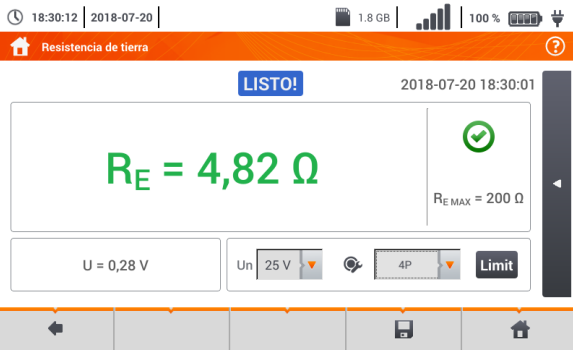 18:30:12 2018-07-20 1.8 GB 100 %
Resistencia de tierra ?
LISTO! 2018-07-20 18:30:01
RE = 4,82 Ω
RE MAX = 200 Ω
U = 0,28 V Un 25 V 4P Limit